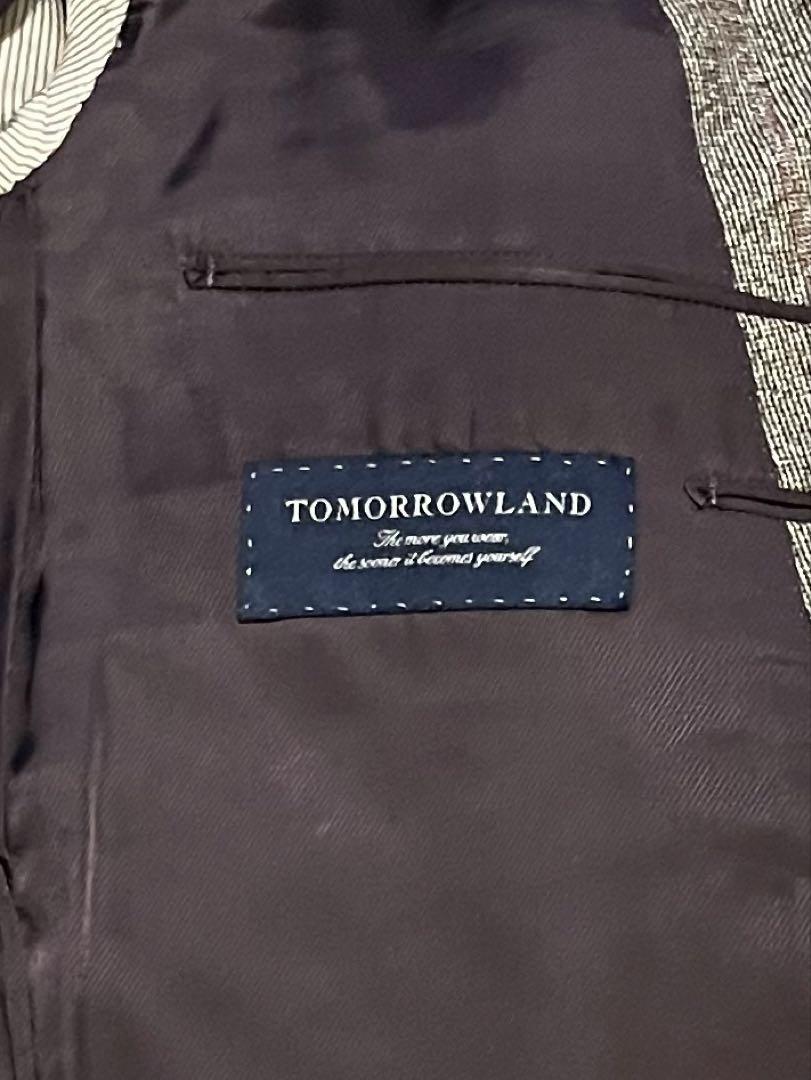 TOMORROWLAND
The more you wear,
the sooner it becomes yourself